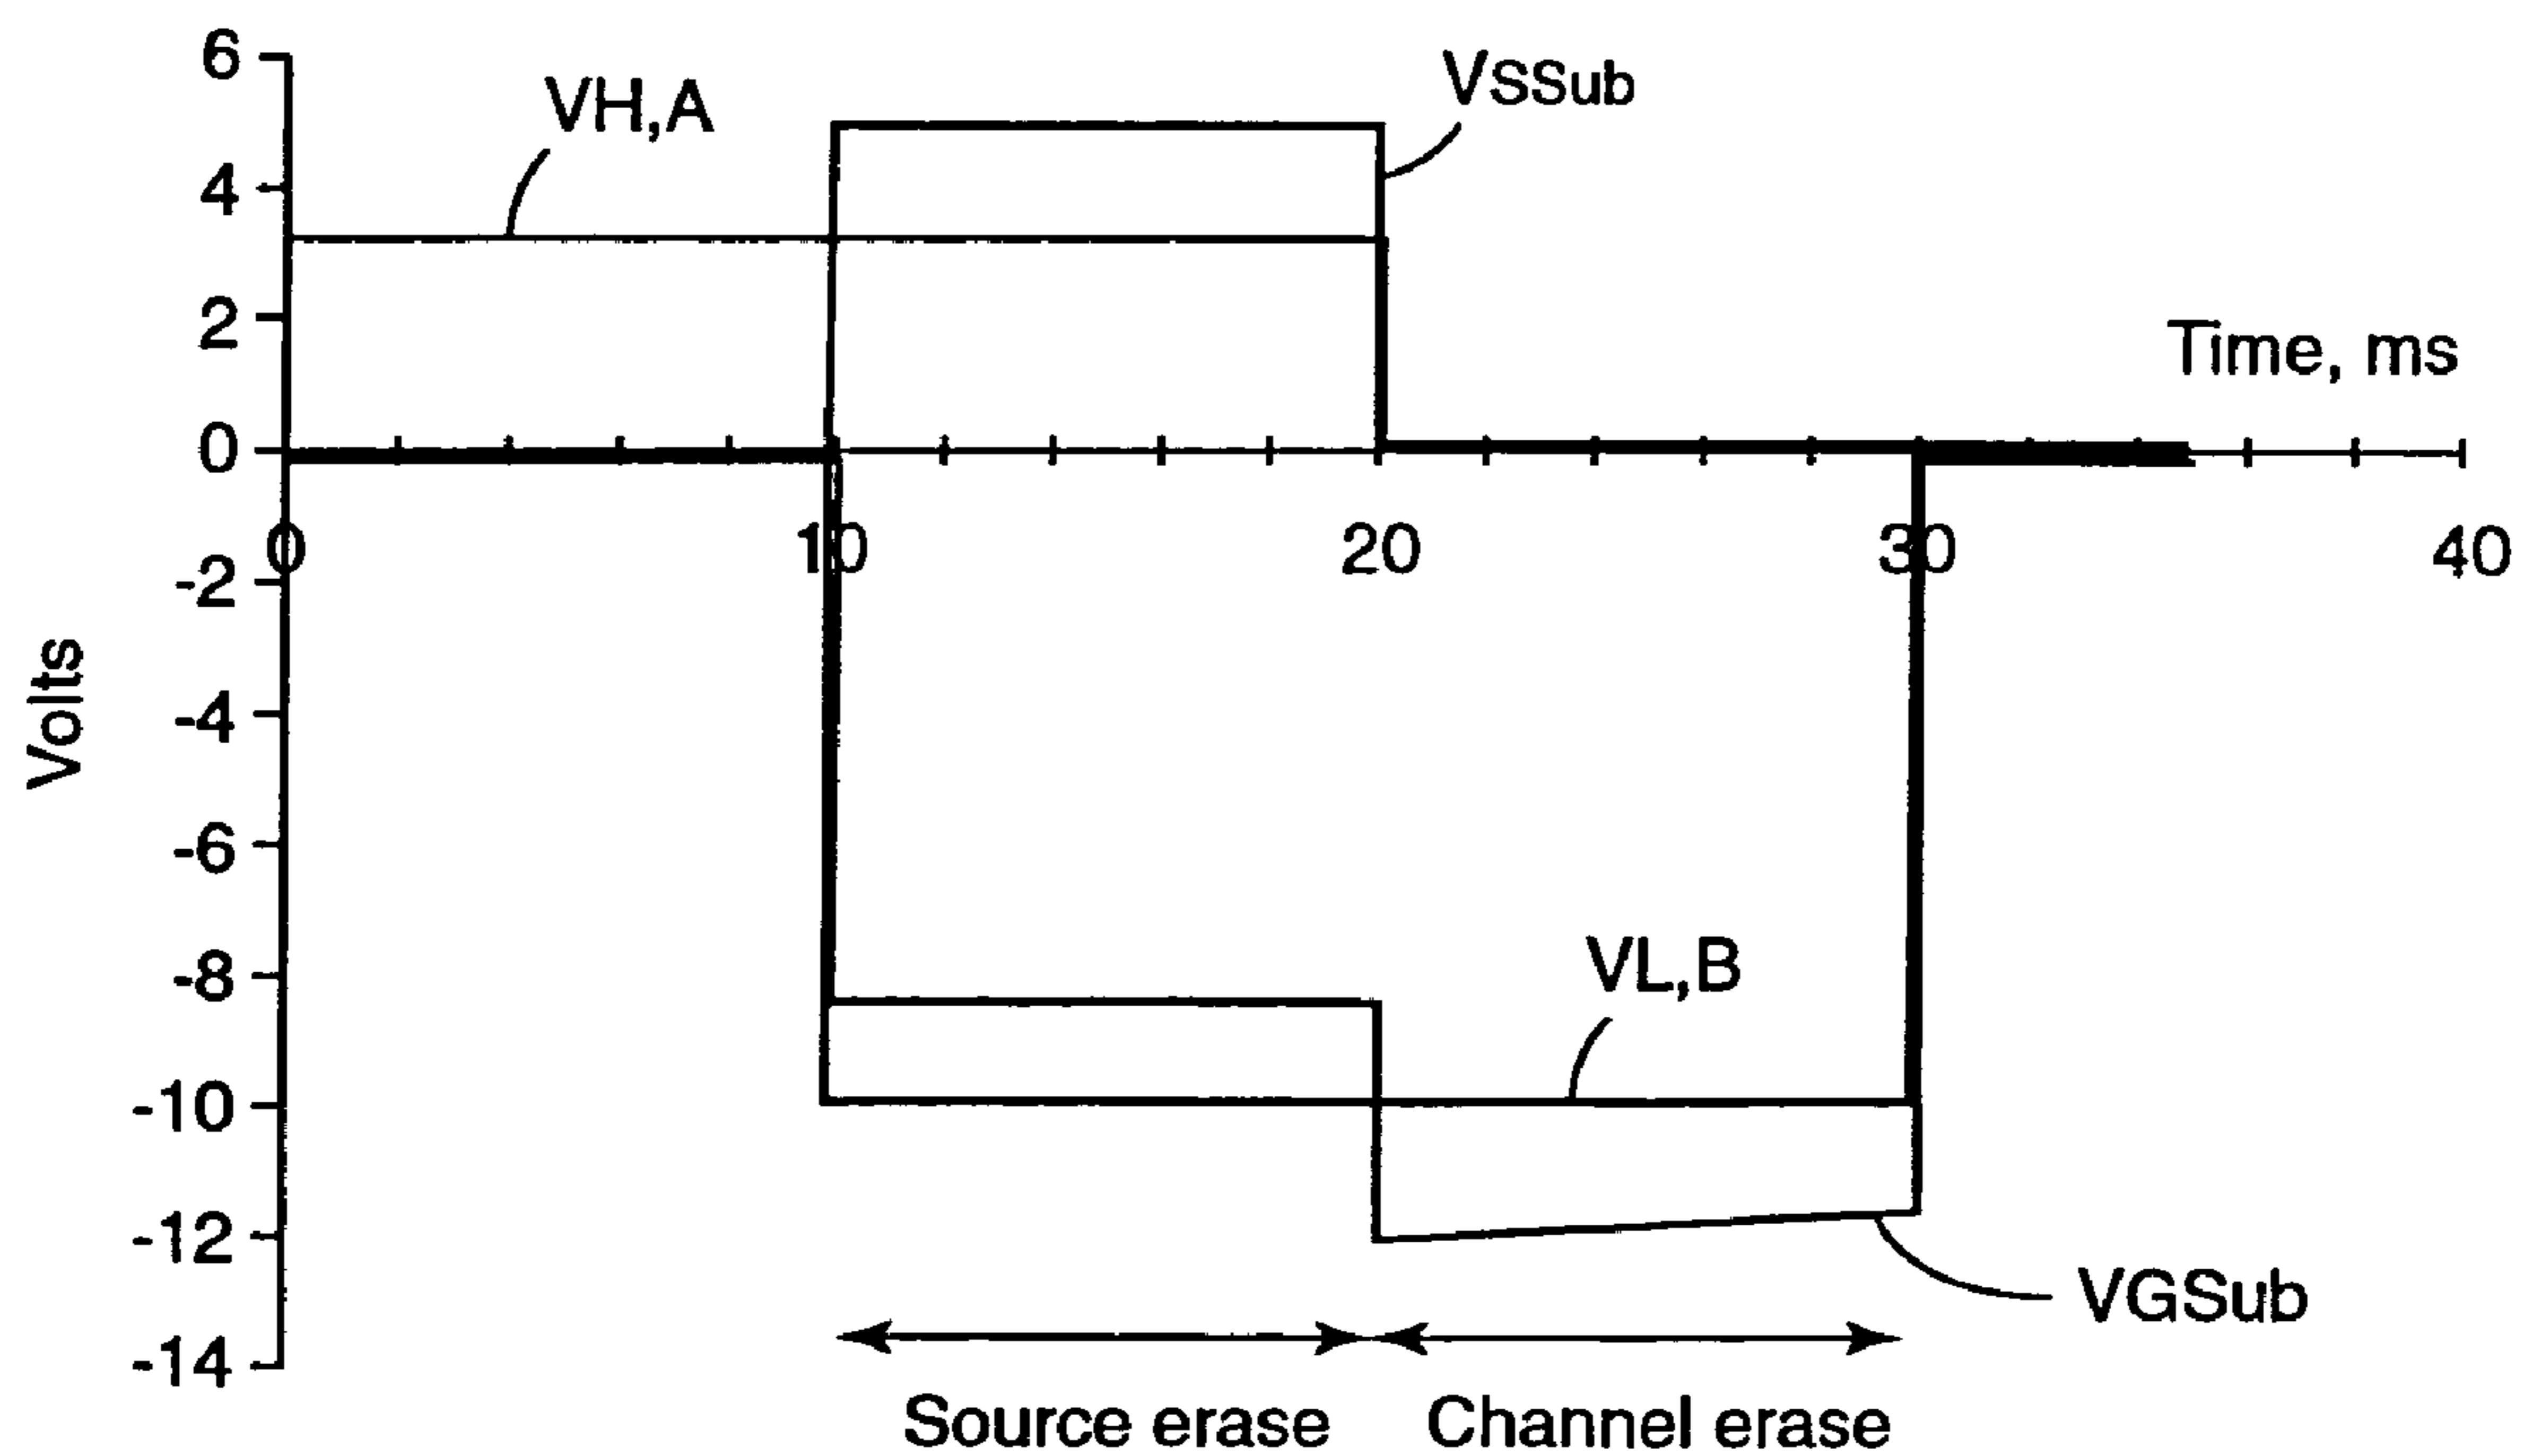 6
VH,A
VSSub
4
2
Time, ms
0
0
10
20
30
40
-2
Volts
-4
-6
-8
VL,B
-10
-12
VGSub
-14
Source erase
Channel erase